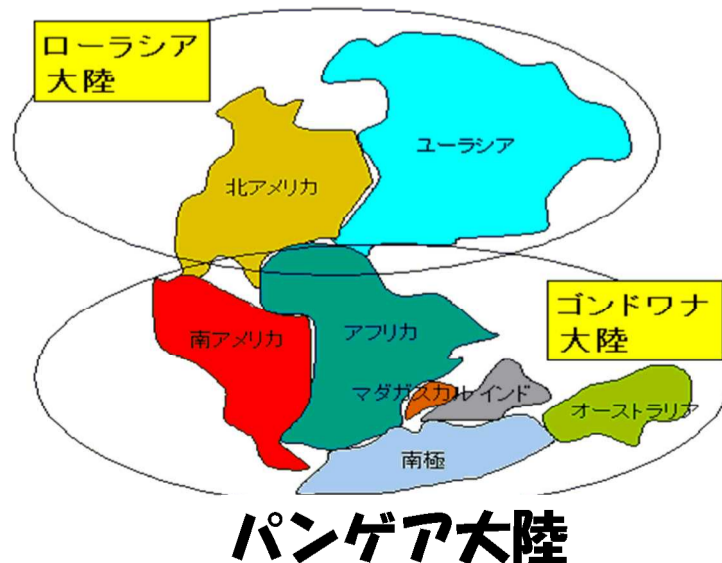 ローラシア
大陸
ユーラシア
北アメリカ
ゴンドワナ
大陸
南アメリカ
アフリカ
マダガスカル
インド
オーストラリア
南極
パンゲア大陸